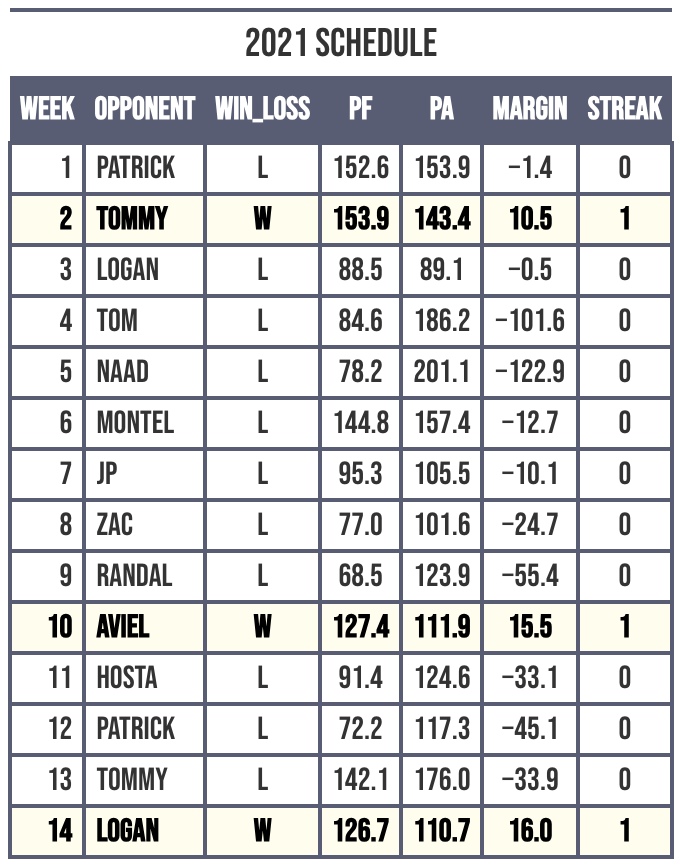 2021 SCHEDULE
WEEK OPPONENT WIN_LOSS PF PA MARGIN STREAK
1 PATRICK L 152.6 153.9 −1.4 0
2 TOMMY W 153.9 143.4 10.5 1
3 LOGAN L 88.5 89.1 −0.5 0
4 TOM L 84.6 186.2 −101.6 0
5 NAAD L 78.2 201.1 −122.9 0
6 MONTEL L 144.8 157.4 −12.7 0
7 JP L 95.3 105.5 −10.1 0
8 ZAC L 77.0 101.6 −24.7 0
9 RANDAL L 68.5 123.9 −55.4 0
10 AVIEL W 127.4 111.9 15.5 1
11 HOSTA L 91.4 124.6 −33.1 0
12 PATRICK L 72.2 117.3 −45.1 0
13 TOMMY L 142.1 176.0 −33.9 0
14 LOGAN W 126.7 110.7 16.0 1